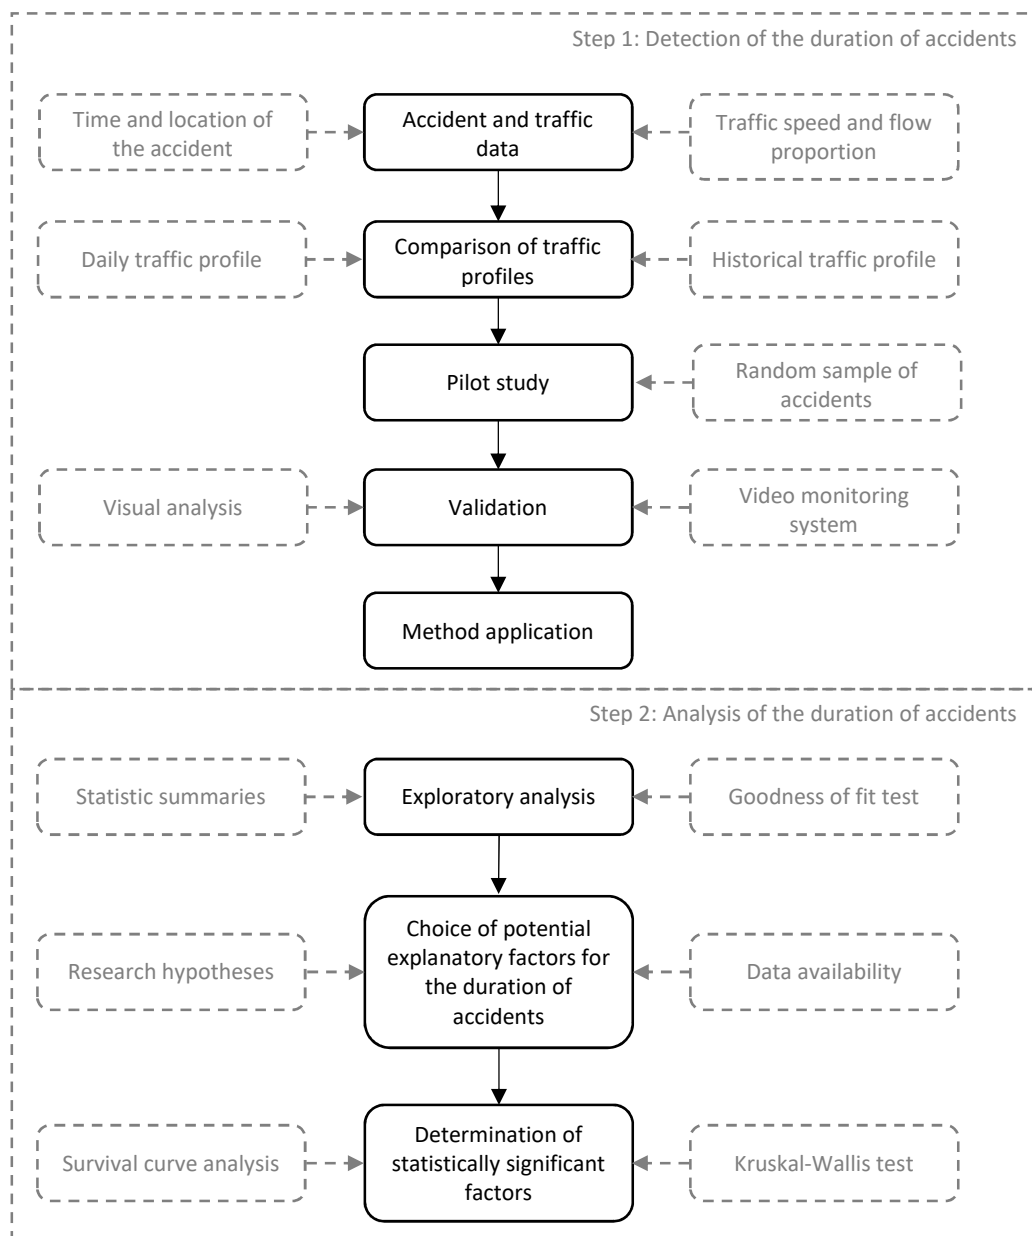 Step 1: Detection of the duration of accidents
Time and location of
the accident
Accident and traffic
data
Traffic speed and flow
proportion
Daily traffic profile
Comparison of traffic
profiles
Historical traffic profile
Pilot study
Random sample of
accidents
Visual analysis
Validation
Video monitoring
system
Method application
Step 2: Analysis of the duration of accidents
Statistic summaries
Exploratory analysis
Goodness of fit test
Research hypotheses
Choice of potential
explanatory factors for
the duration of
accidents
Data availability
Survival curve analysis
Determination of
statistically significant
factors
Kruskal-Wallis test